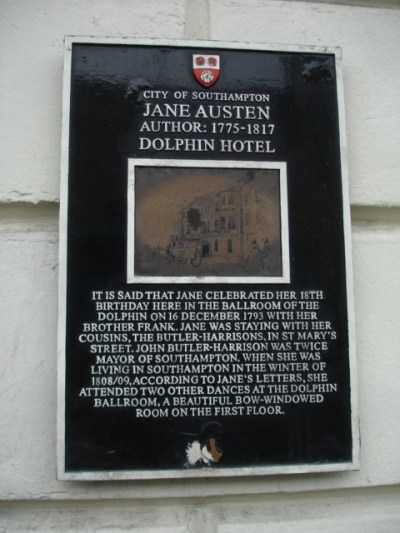 CITY OF SOUTHAMPTON
JANE AUSTEN
AUTHOR: 1775-1817
DOLPHIN HOTEL
IT IS SAID THAT JANE CELEBRATED HER 18TH
BIRTHDAY HERE IN THE BALLROOM OF THE
DOLPHIN ON 16 DECEMBER 1793 WITH HER
BROTHER FRANK. JANE WAS STAYING WITH HER
COUSINS, THE BUTLER-HARRISONS, IN ST MARY'S
STREET. JOHN BUTLER-HARRISON WAS TWICE
MAYOR OF SOUTHAMPTON. WHEN SHE WAS
LIVING IN SOUTHAMPTON IN THE WINTER OF
1808/09, ACCORDING TO JANE'S LETTERS, SHE
ATTENDED TWO OTHER DANCES AT THE DOLPHIN
BALLROOM, A BEAUTIFUL BOW-WINDOWED
ROOM ON THE FIRST FLOOR.